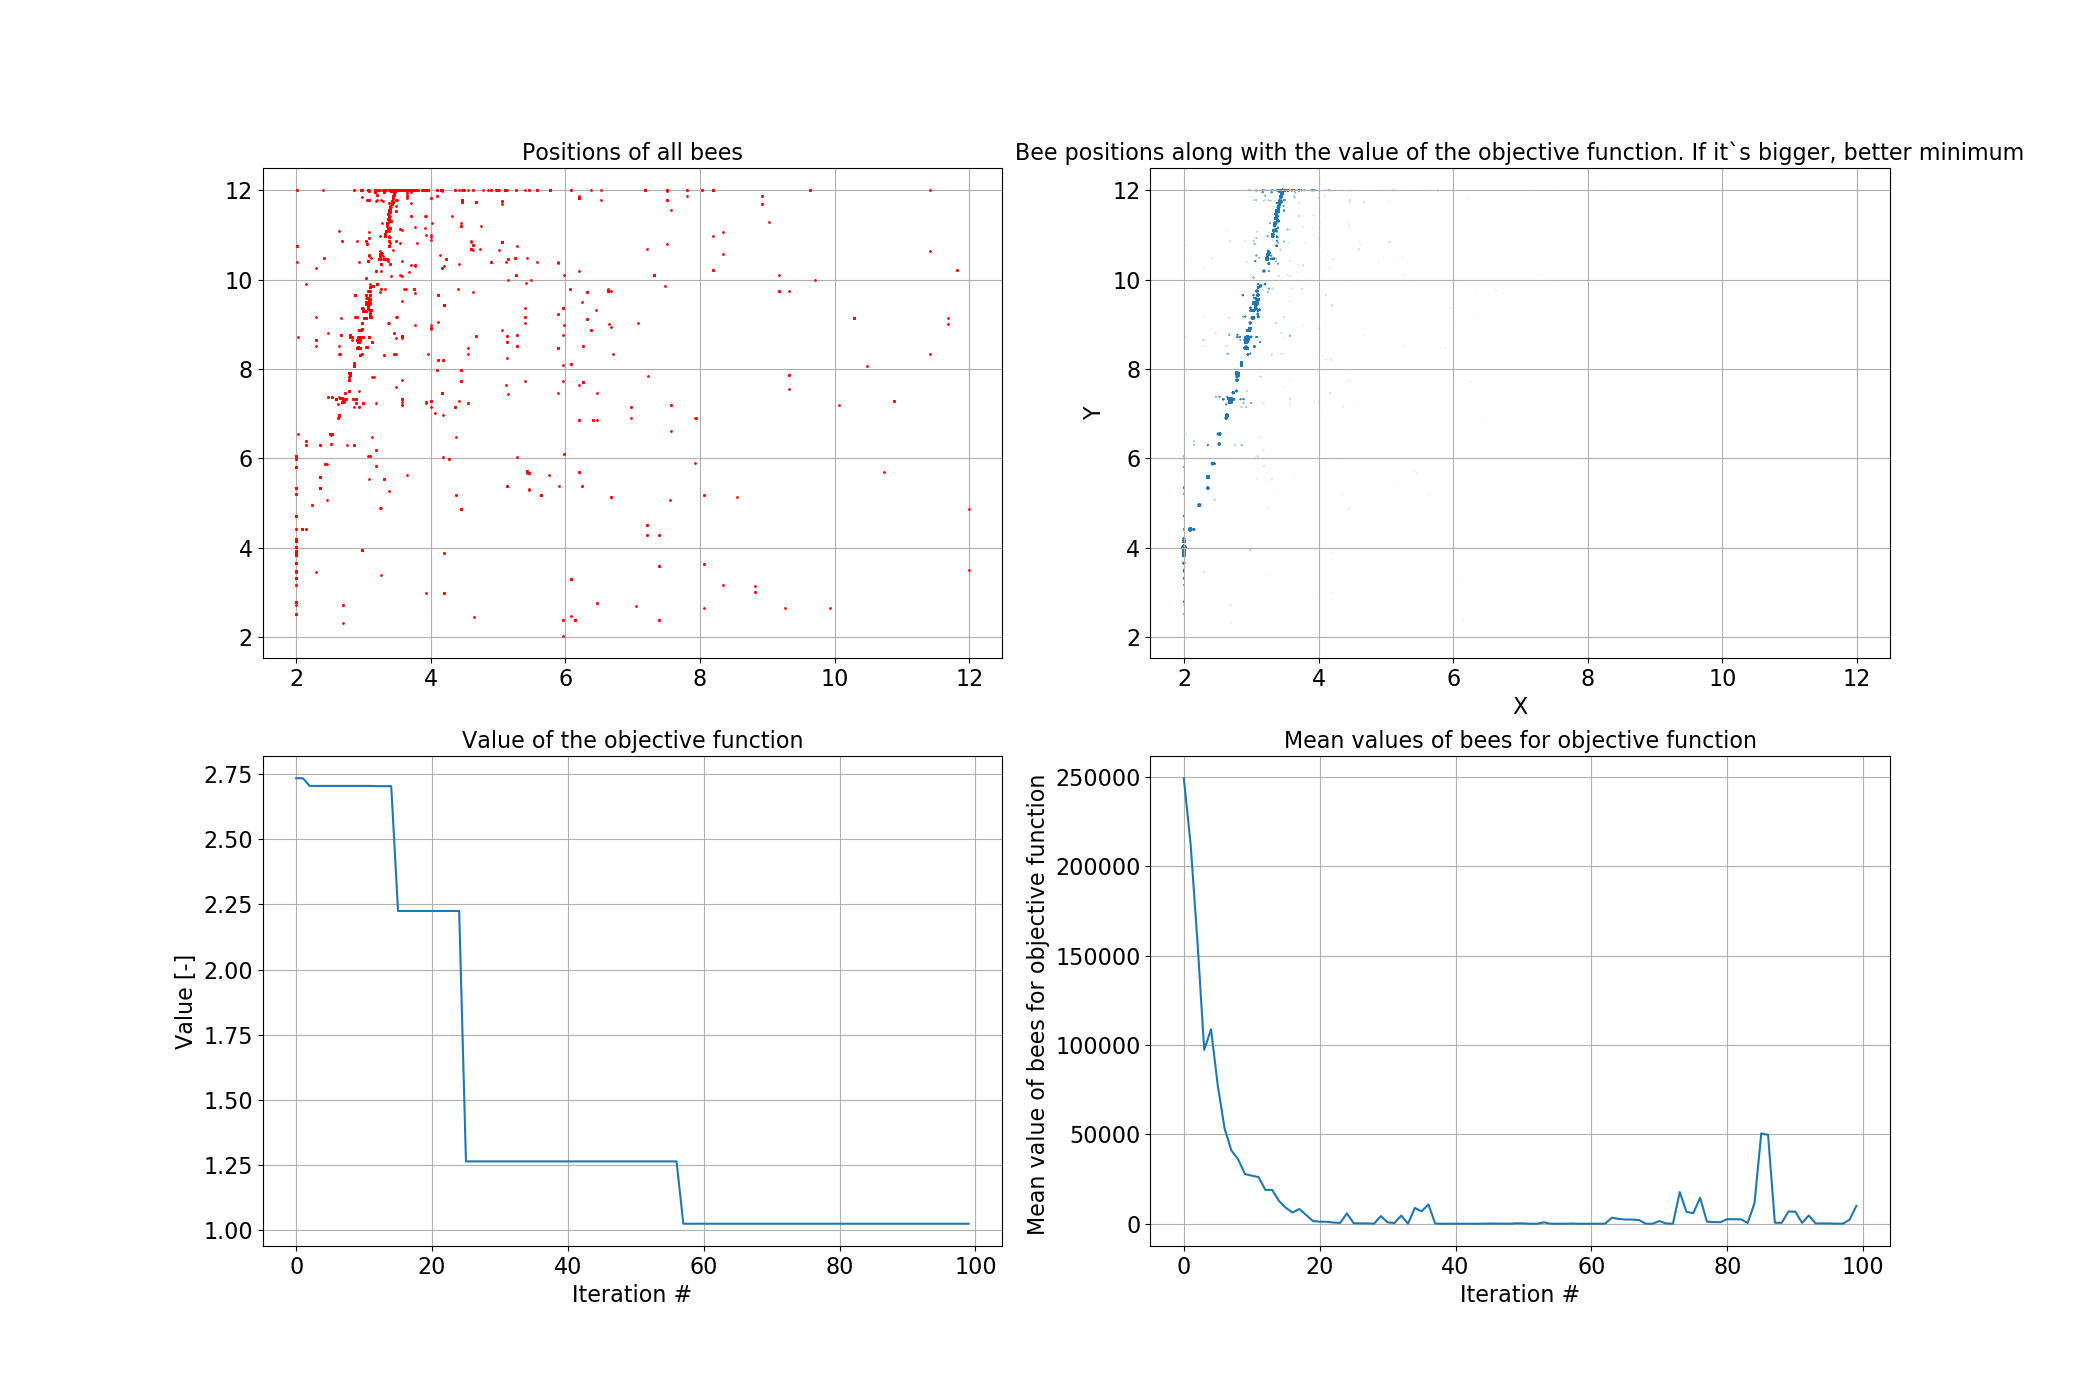 Positions of all bees
12
10
8
6
4
2
2 4 6 8 10 12
Bee positions along with the value of the objective function. If it`s bigger, better minimum
Y
12
10
8
6
4
2
2 4 6 8 10 12
X
Value of the objective function
Value [-]
2.75
2.50
2.25
2.00
1.75
1.50
1.25
1.00
0 20 40 60 80 100
Iteration #
Mean values of bees for objective function
Mean value of bees for objective function
250000
200000
150000
100000
50000
0
0 20 40 60 80 100
Iteration #